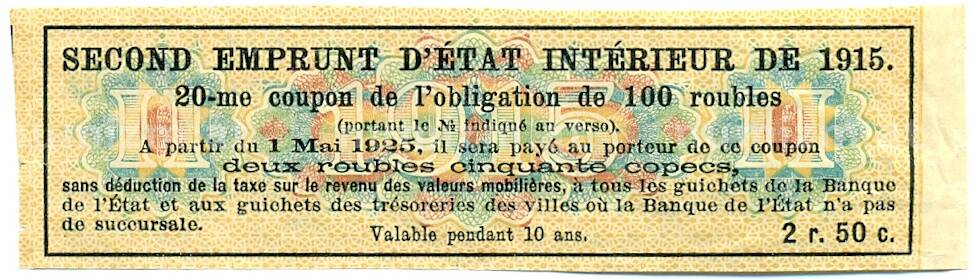 SECOND EMPRUNT D'ÉTAT INTÉRIEUR DE 1915.
20-me coupon de l'obligation de 100 roubles
(portant le № indiqué au verso).
A partir du 1 Mai 1925, il sera payé au porteur de ce coupon
deux roubles cinquante copecs,
sans déduction de la taxe sur le revenu des valeurs mobilières, à tous les guichets de la Banque
de l'État et aux guichets des trésoreries des villes où la Banque de l'État n'a pas
de succursale.
Valable pendant 10 ans.
2 r. 50 c.
II 1915 II